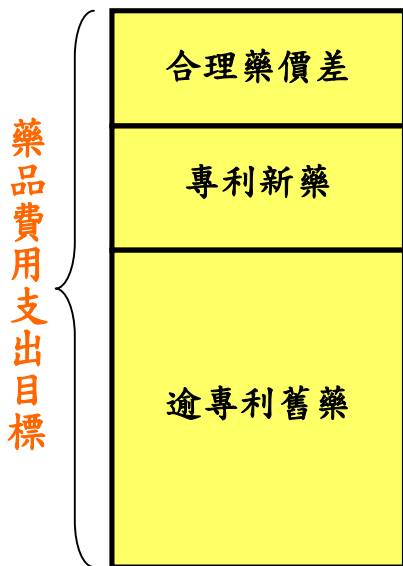 藥品費用支出目標
合理藥價差
專利新藥
逾專利舊藥